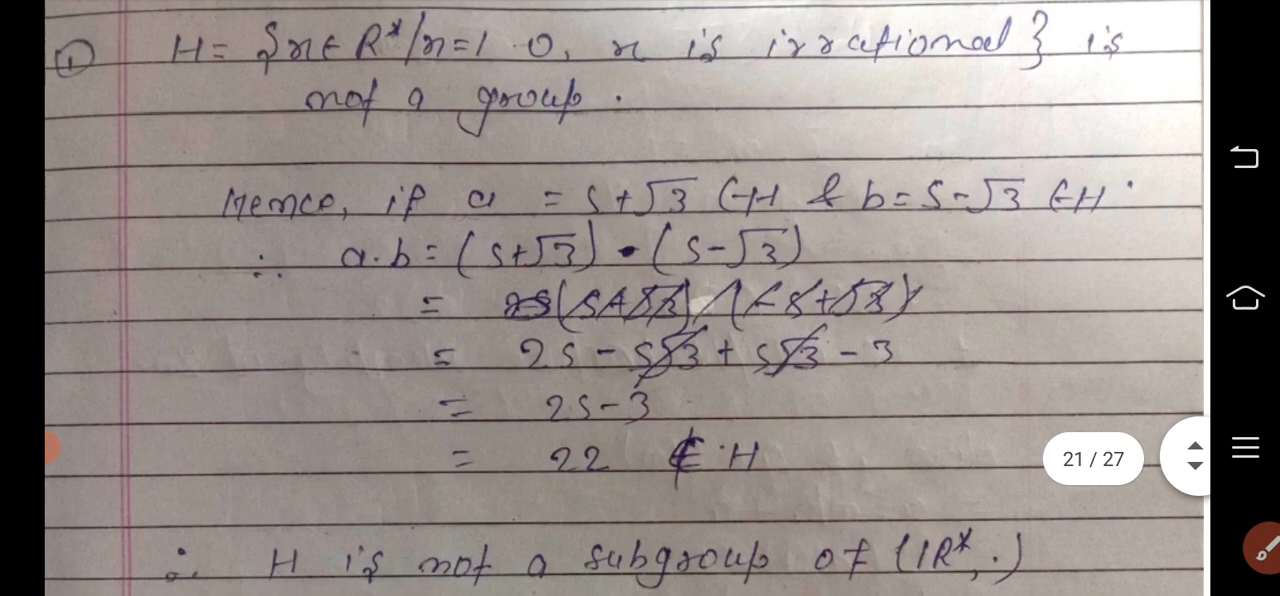 ① H = {x ∈ R* / x = 1 0, x is irrational} is
not a group.
Hence, if a = 5+√3 ∈ H & b = 5-√3 ∈ H.
∴ a·b = (5+√3) · (5-√3)
=
= 25 - 5√3 + 5√3 - 3
= 25-3
= 22 ∉ H
21 / 27
∴ H is not a subgroup of (IR*, .)